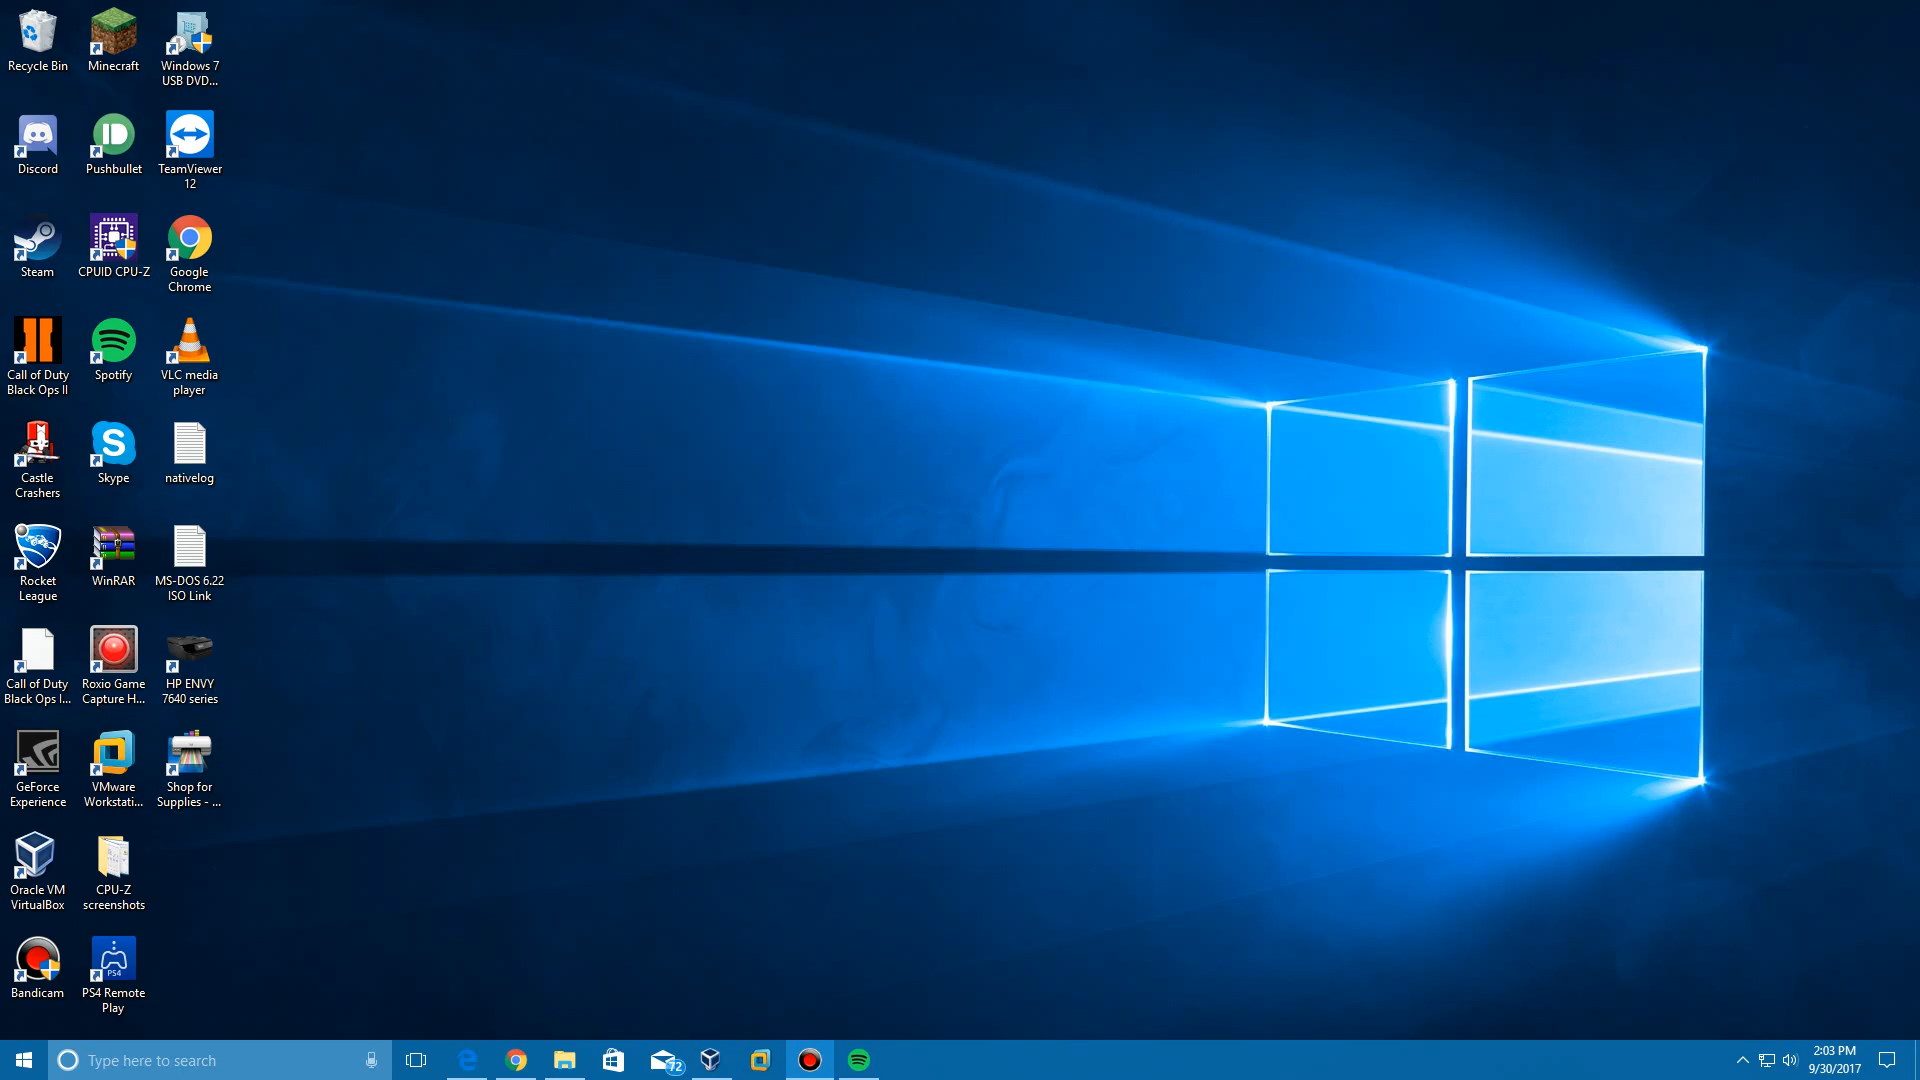 Recycle Bin
Minecraft
Windows 7
USB DVD...
Discord
Pushbullet
TeamViewer
12
Steam
CPUID CPU-Z
Google
Chrome
Call of Duty
Black Ops II
Spotify
VLC media
player
Castle
Crashers
Skype
nativelog
Rocket
League
WinRAR
MS-DOS 6.22
ISO Link
Call of Duty
Black Ops I...
Roxio Game
Capture H...
HP ENVY
7640 series
GeForce
Experience
VMware
Workstati...
Shop for
Supplies - ...
Oracle VM
VirtualBox
CPU-Z
screenshots
Bandicam
PS4
PS4 Remote
Play
Type here to search
72
2:03 PM
9/30/2017